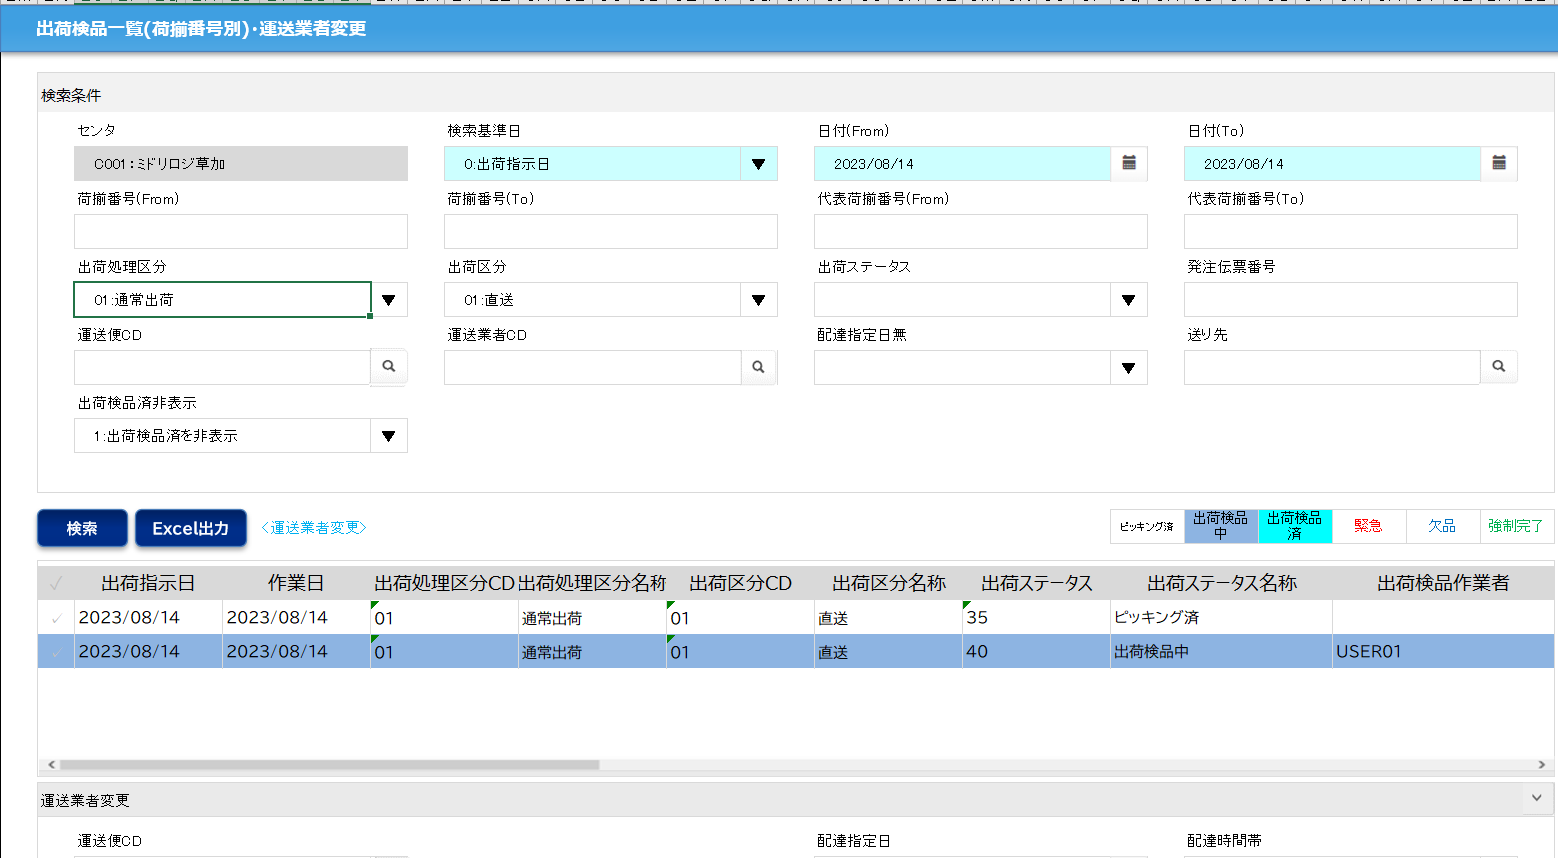 出荷検品一覧(荷揃番号別)・運送業者変更
検索条件
センタ 検索基準日 日付(From) 日付(To)
C001：ミドリロジ草加 0:出荷指示日 2023/08/14 2023/08/14
荷揃番号(From) 荷揃番号(To) 代表荷揃番号(From) 代表荷揃番号(To)
出荷処理区分 出荷区分 出荷ステータス 発注伝票番号
01:通常出荷 01:直送
運送便CD 運送業者CD 配達指定日無 送り先
出荷検品済非表示
1:出荷検品済を非表示
検索 Excel出力 <運送業者変更> ピッキング済 出荷検品中 出荷検品済 緊急 欠品 強制完了
出荷指示日 作業日 出荷処理区分CD 出荷処理区分名称 出荷区分CD 出荷区分名称 出荷ステータス 出荷ステータス名称 出荷検品作業者
2023/08/14 2023/08/14 01 通常出荷 01 直送 35 ピッキング済
2023/08/14 2023/08/14 01 通常出荷 01 直送 40 出荷検品中 USER01
運送業者変更
運送便CD 配達指定日 配達時間帯